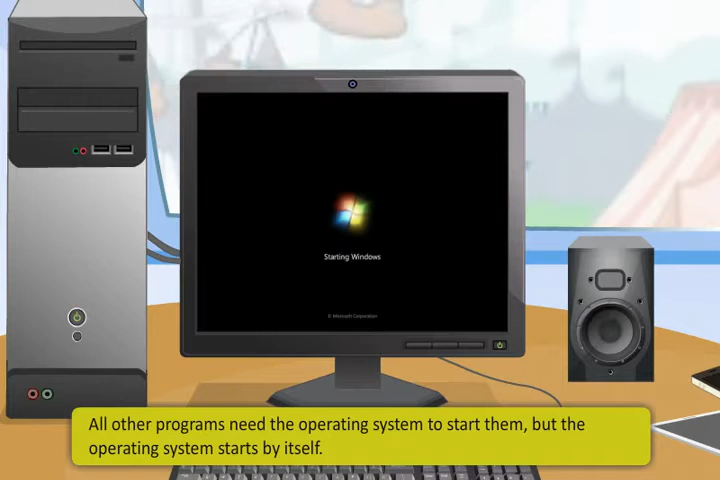 Starting Windows
© Microsoft Corporation
All other programs need the operating system to start them, but the
operating system starts by itself.